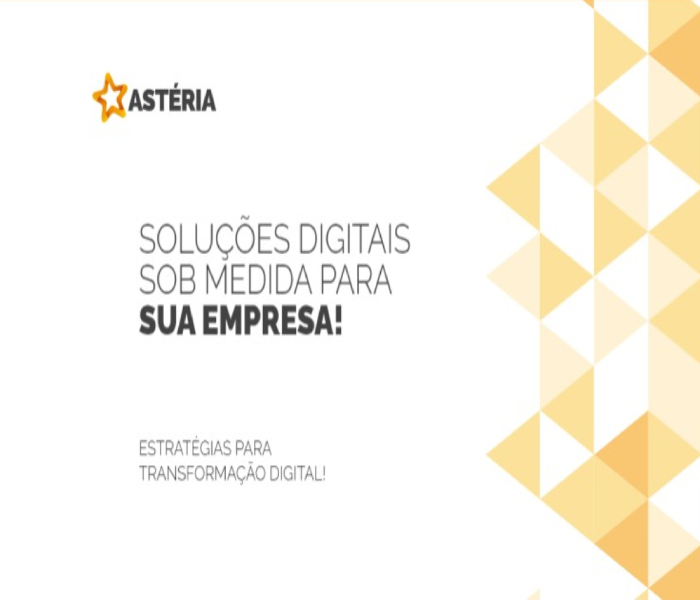 ASTÉRIA
SOLUÇÕES DIGITAIS
SOB MEDIDA PARA
SUA EMPRESA!
ESTRATÉGIAS PARA
TRANSFORMAÇÃO DIGITAL!